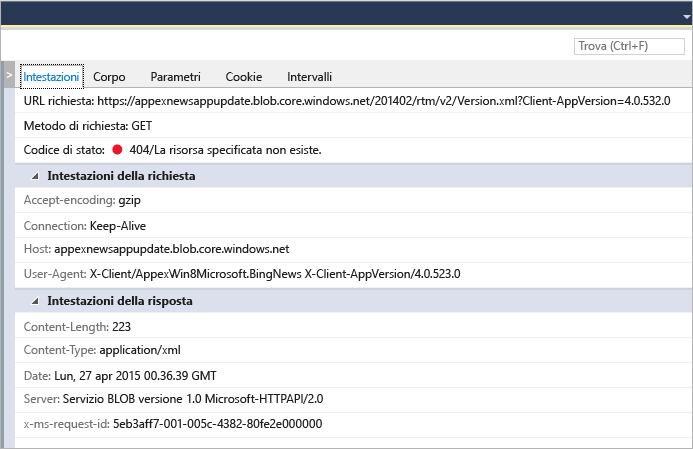 Trova (Ctrl+F)
> Intestazioni Corpo Parametri Cookie Intervalli
URL richiesta: https://appexnewsappupdate.blob.core.windows.net/201402/rtm/v2/Version.xml?Client-AppVersion=4.0.532.0
Metodo di richiesta: GET
Codice di stato: 404/La risorsa specificata non esiste.
Intestazioni della richiesta
Accept-encoding: gzip
Connection: Keep-Alive
Host: appexnewsappupdate.blob.core.windows.net
User-Agent: X-Client/AppexWin8Microsoft.BingNews X-Client-AppVersion/4.0.523.0
Intestazioni della risposta
Content-Length: 223
Content-Type: application/xml
Date: Lun, 27 apr 2015 00.36.39 GMT
Server: Servizio BLOB versione 1.0 Microsoft-HTTPAPI/2.0
x-ms-request-id: 5eb3aff7-001-005c-4382-80fe2e000000